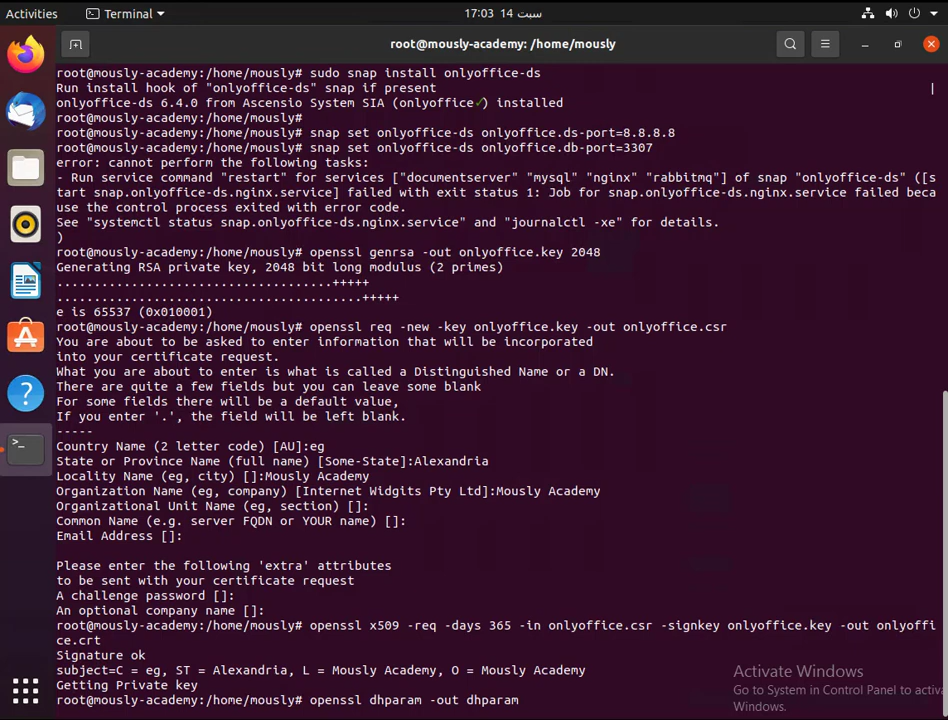 Activities
Terminal
17:03 14 سبت
root@mously-academy: /home/mously
root@mously-academy:/home/mously# sudo snap install onlyoffice-ds
Run install hook of "onlyoffice-ds" snap if present
onlyoffice-ds 6.4.0 from Ascensio System SIA (onlyoffice✓) installed
root@mously-academy:/home/mously#
root@mously-academy:/home/mously# snap set onlyoffice-ds onlyoffice.ds-port=8.8.8.8
root@mously-academy:/home/mously# snap set onlyoffice-ds onlyoffice.db-port=3307
error: cannot perform the following tasks:
- Run service command "restart" for services ["documentserver" "mysql" "nginx" "rabbitmq"] of snap "onlyoffice-ds" ([s
tart snap.onlyoffice-ds.nginx.service] failed with exit status 1: Job for snap.onlyoffice-ds.nginx.service failed beca
use the control process exited with error code.
See "systemctl status snap.onlyoffice-ds.nginx.service" and "journalctl -xe" for details.
)
root@mously-academy:/home/mously# openssl genrsa -out onlyoffice.key 2048
Generating RSA private key, 2048 bit long modulus (2 primes)
.....................................+++++
.........................................+++++
e is 65537 (0x010001)
root@mously-academy:/home/mously# openssl req -new -key onlyoffice.key -out onlyoffice.csr
You are about to be asked to enter information that will be incorporated
into your certificate request.
What you are about to enter is what is called a Distinguished Name or a DN.
There are quite a few fields but you can leave some blank
For some fields there will be a default value,
If you enter '.', the field will be left blank.
-----
Country Name (2 letter code) [AU]:eg
State or Province Name (full name) [Some-State]:Alexandria
Locality Name (eg, city) []:Mously Academy
Organization Name (eg, company) [Internet Widgits Pty Ltd]:Mously Academy
Organizational Unit Name (eg, section) []:
Common Name (e.g. server FQDN or YOUR name) []:
Email Address []:
Please enter the following 'extra' attributes
to be sent with your certificate request
A challenge password []:
An optional company name []:
root@mously-academy:/home/mously# openssl x509 -req -days 365 -in onlyoffice.csr -signkey onlyoffice.key -out onlyoffi
ce.crt
Signature ok
subject=C = eg, ST = Alexandria, L = Mously Academy, O = Mously Academy
Getting Private key
root@mously-academy:/home/mously# openssl dhparam -out dhparam
Activate Windows
Go to System in Control Panel to activa
Windows.